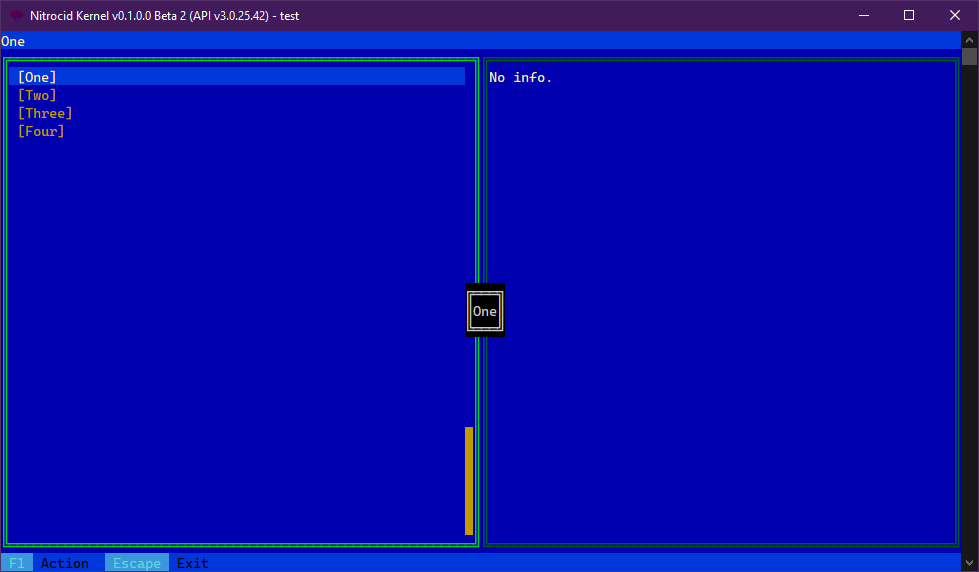 Nitrocid Kernel v0.1.0.0 Beta 2 (API v3.0.25.42) - test
One
[One]
[Two]
[Three]
[Four]
No info.
One
F1 Action Escape Exit